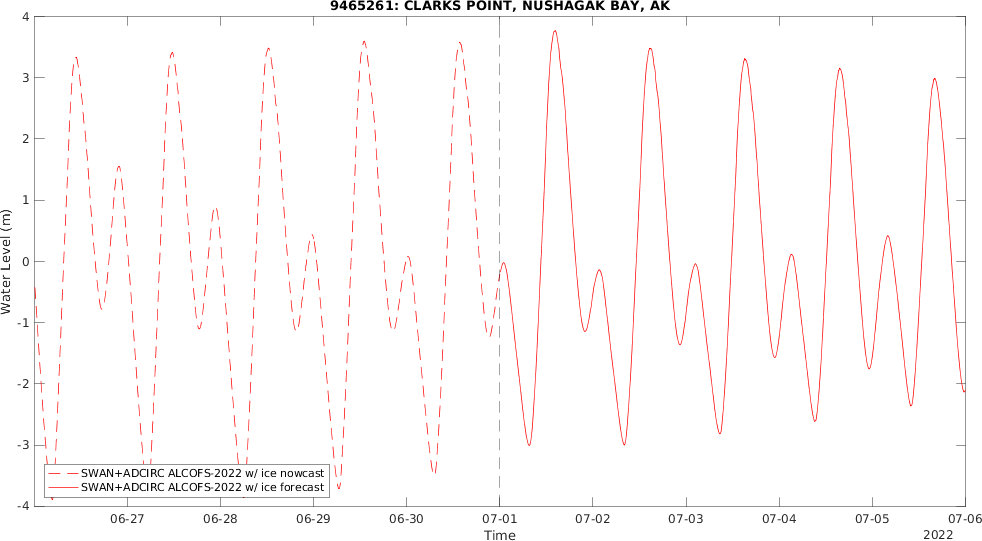 9465261: CLARKS POINT, NUSHAGAK BAY, AK
4
3
2
1
0
-1
-2
-3
-4
Water Level (m)
SWAN+ADCIRC ALCOFS-2022 w/ ice nowcast
SWAN+ADCIRC ALCOFS-2022 w/ ice forecast
06-27 06-28 06-29 06-30 07-01 07-02 07-03 07-04 07-05 07-06
Time
2022